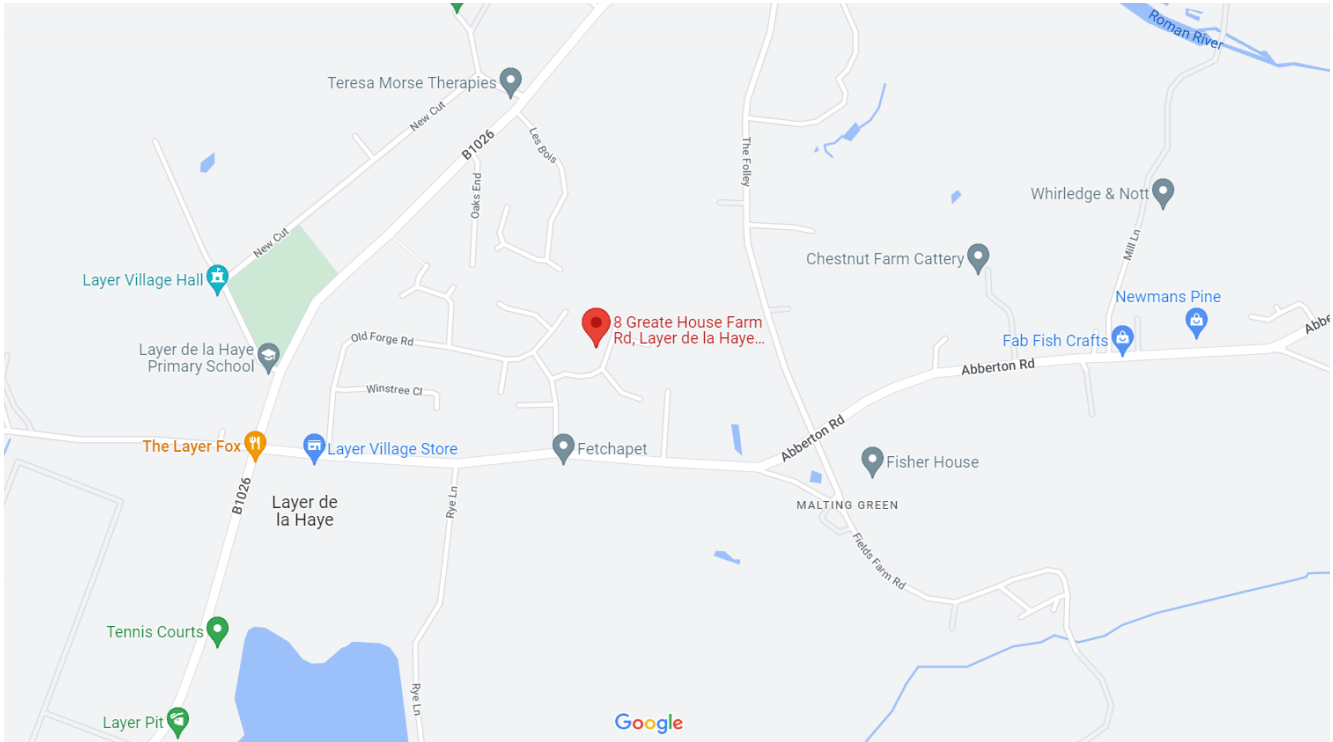 Roman River
Teresa Morse Therapies
New Cut
B1026
Les Bois
The Folley
Oaks End
Whirledge & Nott
New Cut
Mill Ln
Chestnut Farm Cattery
Layer Village Hall
Newmans Pine
8 Greate House Farm
Rd, Layer de la Haye...
Abbe
Old Forge Rd
Fab Fish Crafts
Layer de la Haye
Primary School
Abberton Rd
Winstree Cl
Abberton Rd
The Layer Fox
Layer Village Store
Fetchapet
Fisher House
B1026
Rye Ln
Layer de
la Haye
MALTING GREEN
Fields Farm Rd
Tennis Courts
Rye Ln
Layer Pit
Google